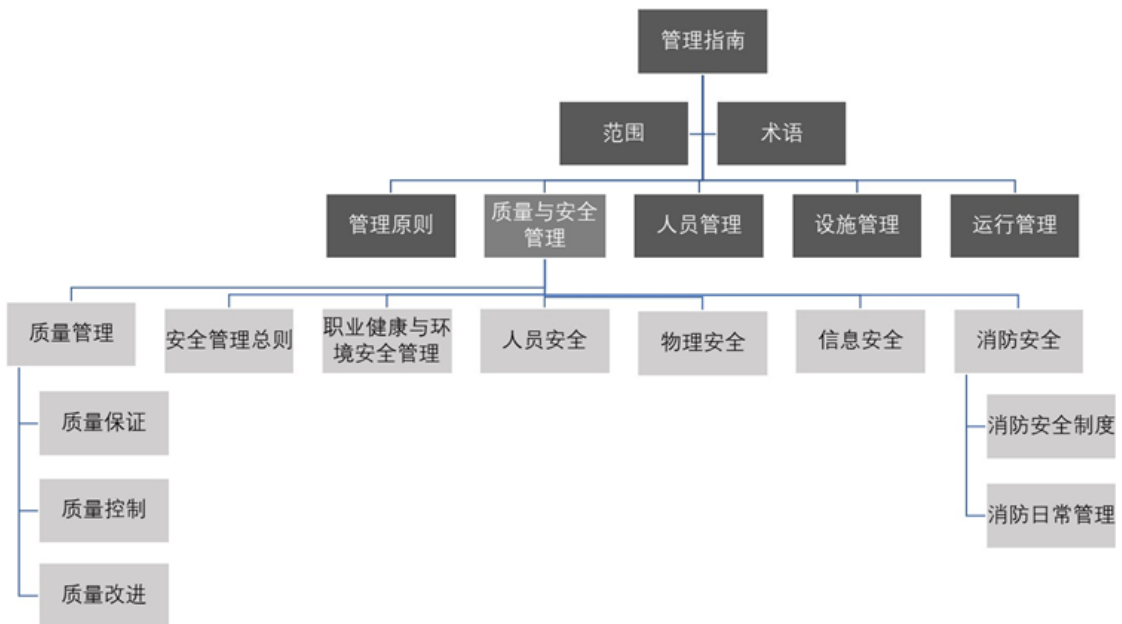 管理指南
范围
术语
管理原则
质量与安全
管理
人员管理
设施管理
运行管理
质量管理
安全管理总则
职业健康与环
境安全管理
人员安全
物理安全
信息安全
消防安全
质量保证
消防安全制度
质量控制
消防日常管理
质量改进